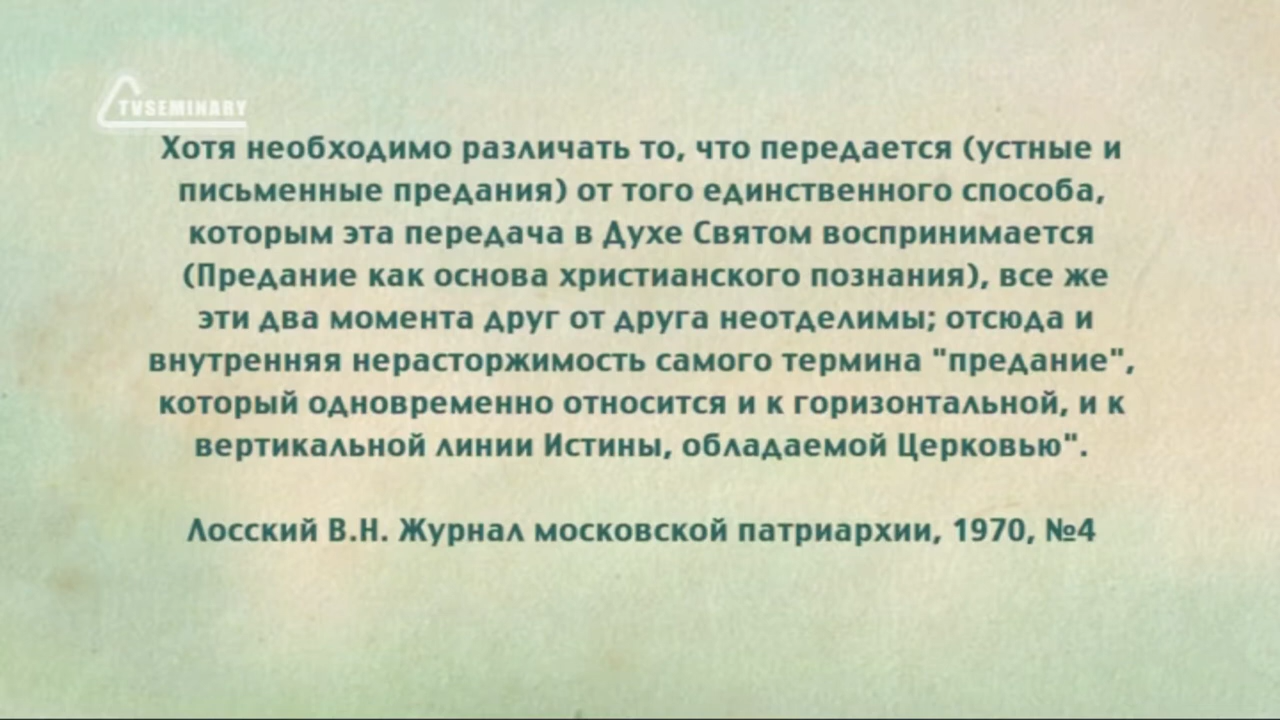 TVSEMINARY
Хотя необходимо различать то, что передается (устные и
письменные предания) от того единственного способа,
которым эта передача в Духе Святом воспринимается
(Предание как основа христианского познания), все же
эти два момента друг от друга неотделимы; отсюда и
внутренняя нерасторжимость самого термина "предание",
который одновременно относится и к горизонтальной, и к
вертикальной линии Истины, обладаемой Церковью".
Лосский В.Н. Журнал московской патриархии, 1970, №4